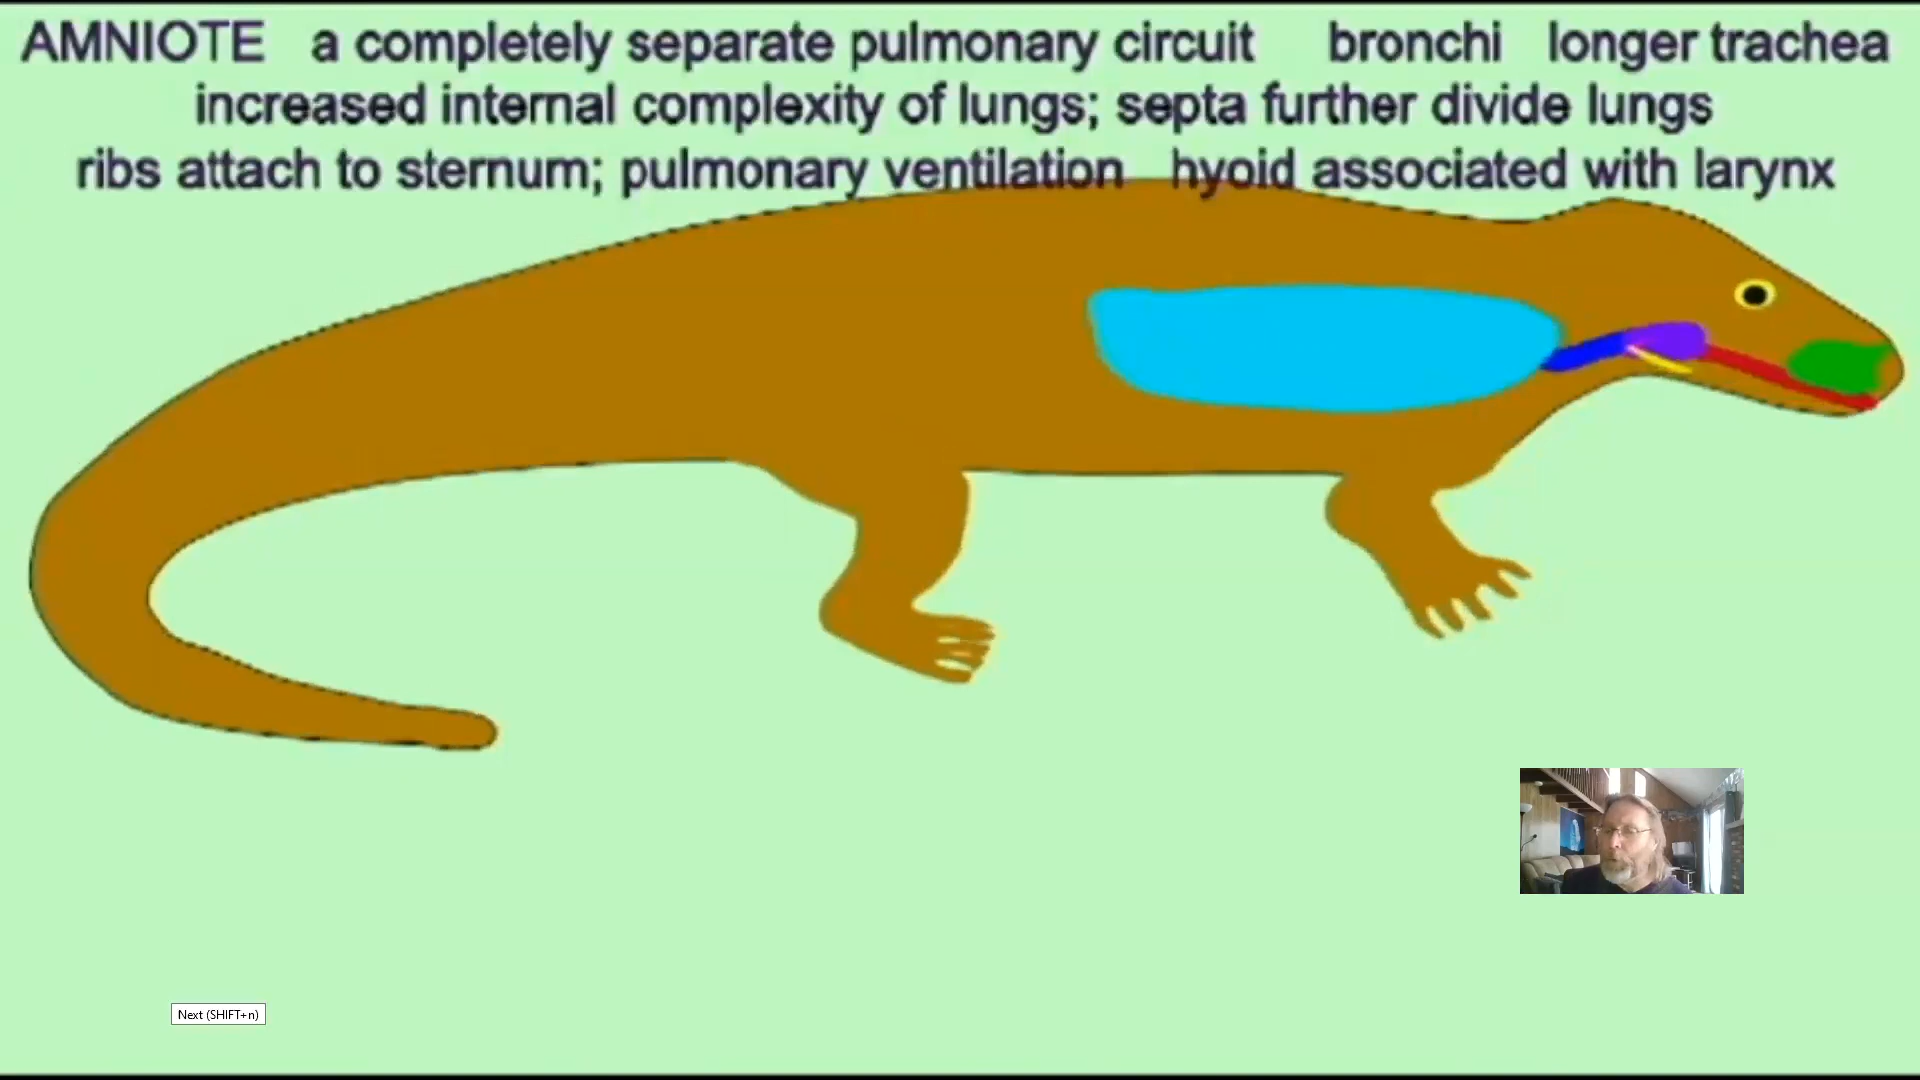 AMNIOTE a completely separate pulmonary circuit bronchi longer trachea
increased internal complexity of lungs; septa further divide lungs
ribs attach to sternum; pulmonary ventilation hyoid associated with larynx
Next (SHIFT+n)